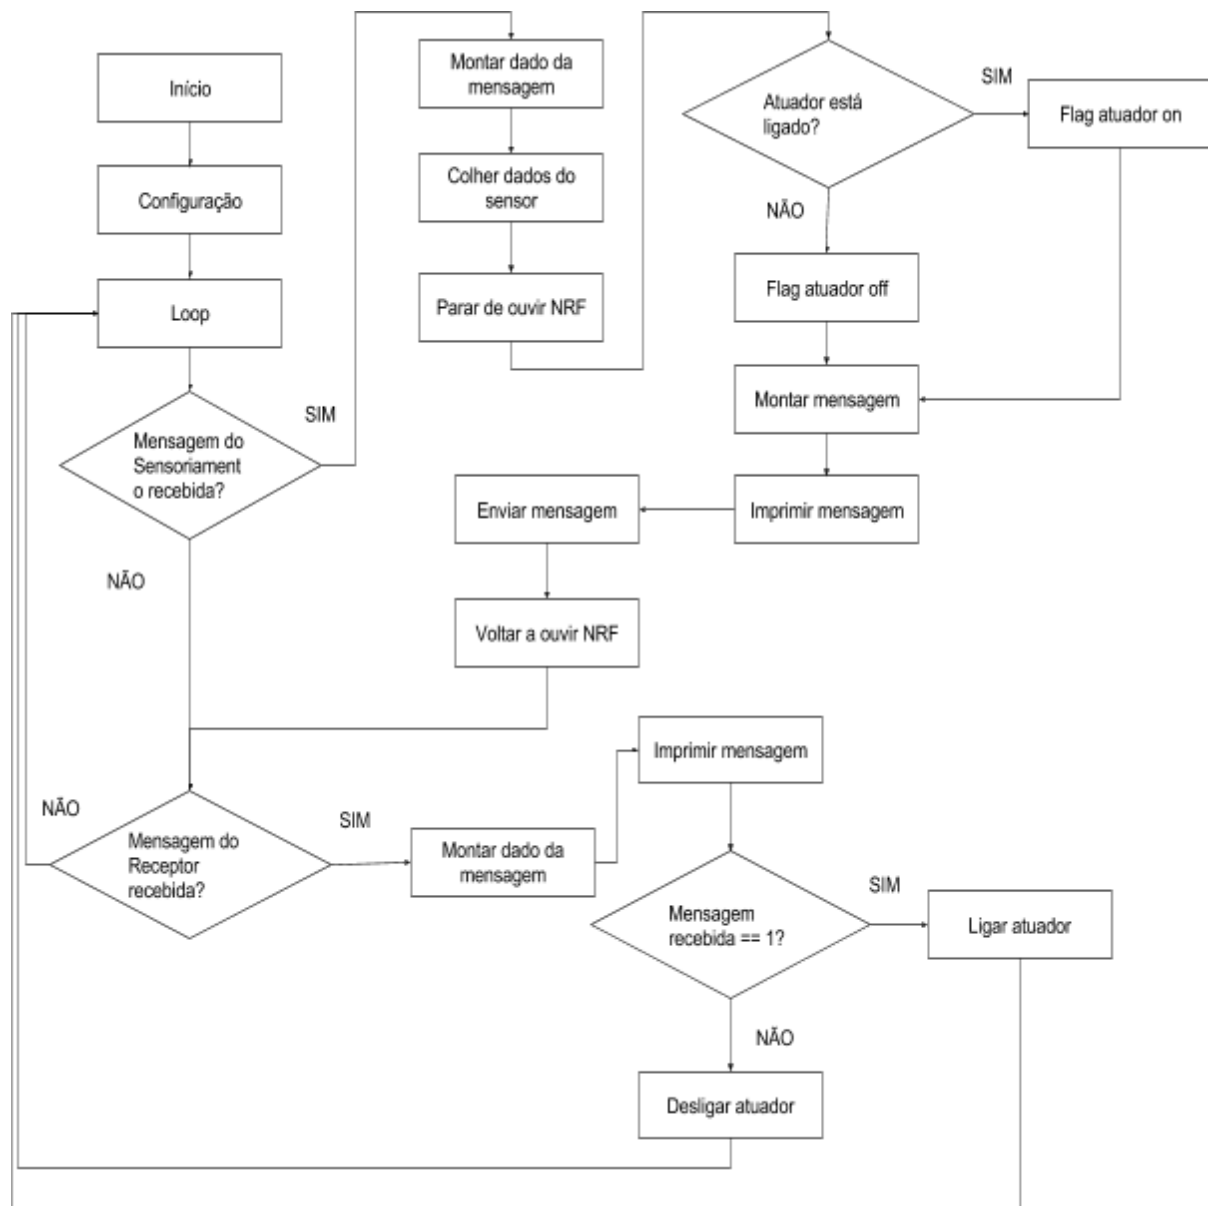 Início
Configuração
Loop
Mensagem do
Sensoriament
o recebida?
SIM
NÃO
Montar dado da
mensagem
Colher dados do
sensor
Parar de ouvir NRF
Atuador está
ligado?
SIM
Flag atuador on
NÃO
Flag atuador off
Montar mensagem
Imprimir mensagem
Enviar mensagem
Voltar a ouvir NRF
Mensagem do
Receptor
recebida?
NÃO
SIM
Montar dado da
mensagem
Imprimir mensagem
Mensagem
recebida == 1?
SIM
Ligar atuador
NÃO
Desligar atuador